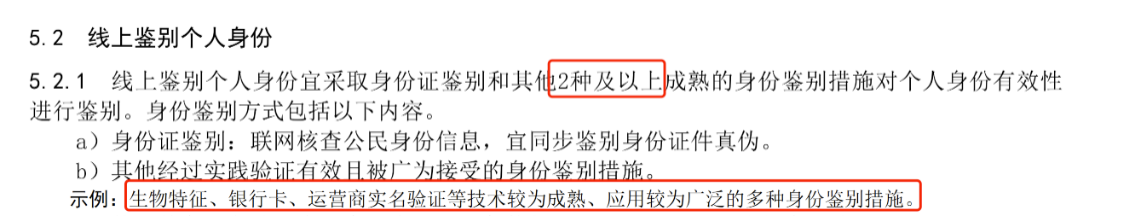 5.2 线上鉴别个人身份
5.2.1 线上鉴别个人身份宜采取身份证鉴别和其他2种及以上成熟的身份鉴别措施对个人身份有效性
进行鉴别。身份鉴别方式包括以下内容。
a）身份证鉴别：联网核查公民身份信息，宜同步鉴别身份证件真伪。
b）其他经过实践验证有效且被广为接受的身份鉴别措施。
示例：生物特征、银行卡、运营商实名验证等技术较为成熟、应用较为广泛的多种身份鉴别措施。